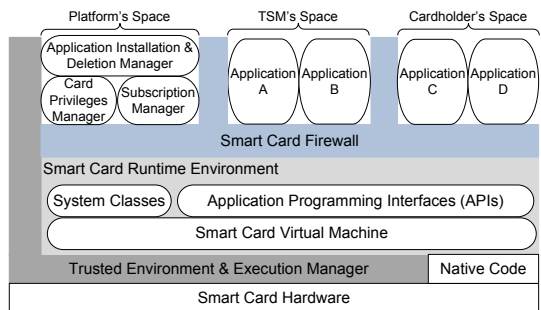 Platform's Space
TSM's Space
Cardholder's Space
Application Installation &
Deletion Manager
Card
Privileges
Manager
Subscription
Manager
Application
A
Application
B
Application
C
Application
D
Smart Card Firewall
Smart Card Runtime Environment
System Classes
Application Programming Interfaces (APIs)
Smart Card Virtual Machine
Trusted Environment & Execution Manager
Native Code
Smart Card Hardware